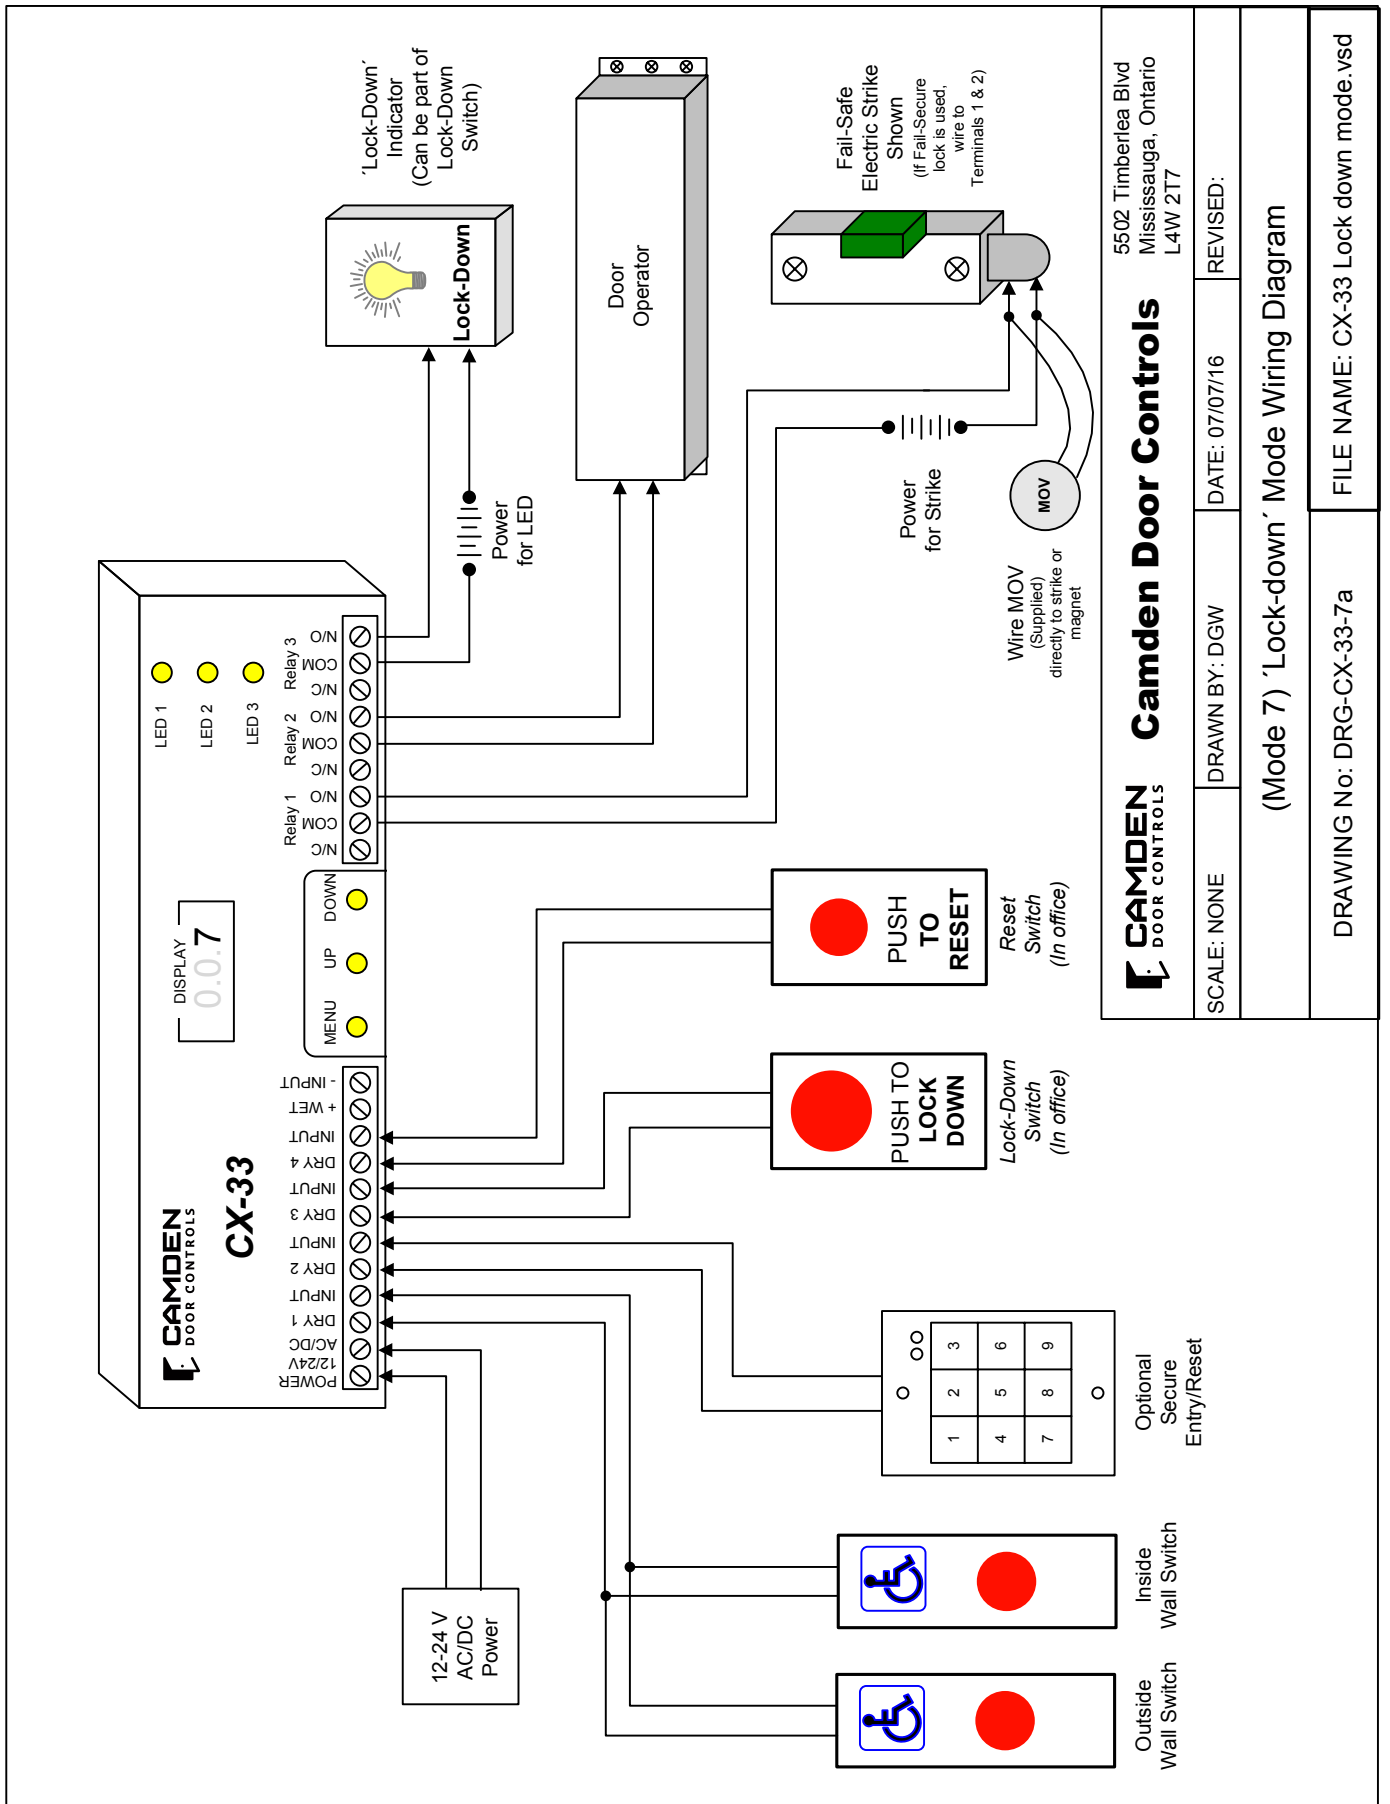 CAMDEN
DOOR CONTROLS
CX-33
DISPLAY
0.0.7
LED 1
LED 2
LED 3
MENU
UP
DOWN
POWER
12/24V
AC/DC
DRY 1
INPUT
DRY 2
INPUT
DRY 3
INPUT
DRY 4
INPUT
+ WET
- INPUT
Relay 1
Relay 2
Relay 3
N/C
COM
N/O
N/C
COM
N/O
N/C
COM
N/O
´Lock-Down´
Indicator
(Can be part of
Lock-Down
Switch)
Lock-Down
Power
for LED
Door
Operator
Fail-Safe
Electric Strike
Shown
(If Fail-Secure
lock is used,
wire to
Terminals 1 & 2)
Power
for Strike
MOV
Wire MOV
(Supplied)
directly to strike or
magnet
12-24 V
AC/DC
Power
Outside
Wall Switch
Inside
Wall Switch
1
2
3
4
5
6
7
8
9
Optional
Secure
Entry/Reset
PUSH TO
LOCK
DOWN
Lock-Down
Switch
(In office)
PUSH
TO
RESET
Reset
Switch
(In office)
CAMDEN
DOOR CONTROLS
Camden Door Controls
5502 Timberlea Blvd
Mississauga, Ontario
L4W 2T7
SCALE: NONE
DRAWN BY: DGW
DATE: 07/07/16
REVISED:
(Mode 7) ´Lock-down´ Mode Wiring Diagram
DRAWING No: DRG-CX-33-7a
FILE NAME: CX-33 Lock down mode.vsd